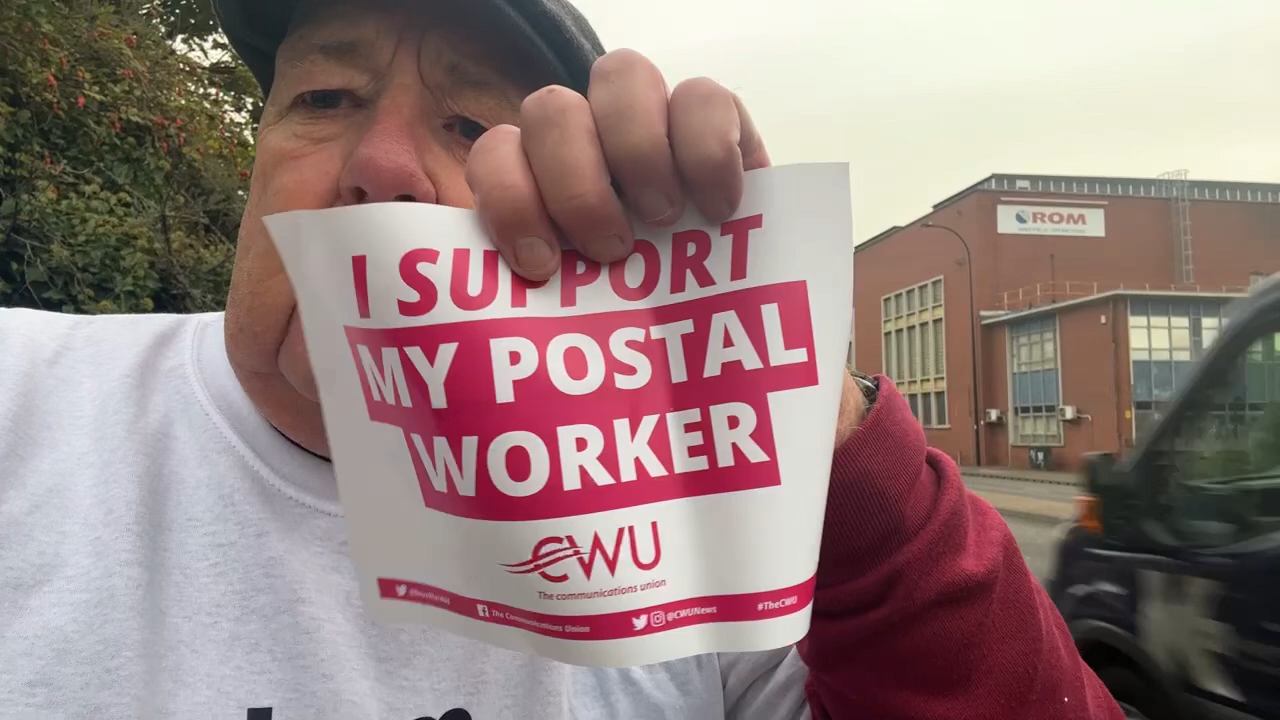 I SUPPORT
MY POSTAL
WORKER
CWU
The communications union
The Communications Union
@CWUNews
#TheCWU
ROM